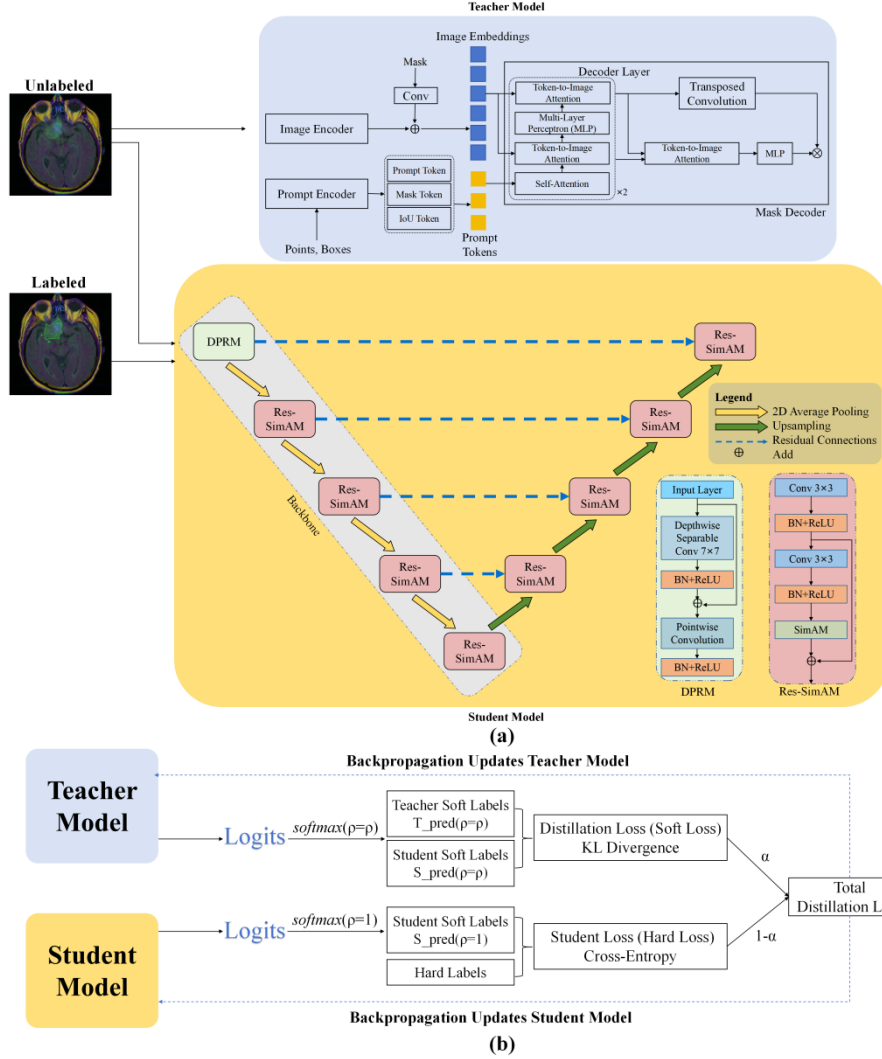 Teacher Model
Image Embeddings
Unlabeled
Mask
Conv
Image Encoder
Prompt Encoder
Points, Boxes
Prompt Token
Mask Token
IoU Token
Prompt
Tokens
Decoder Layer
Token-to-Image
Attention
Multi-Layer
Perceptron (MLP)
Token-to-Image
Attention
Self-Attention
×2
Transposed
Convolution
Token-to-Image
Attention
MLP
Mask Decoder
Labeled
DPRM
Res-
SimAM
Res-
SimAM
Res-
SimAM
Res-
SimAM
Res-
SimAM
Res-
SimAM
Res-
SimAM
Res-
SimAM
Backbone
Legend
2D Average Pooling
Upsampling
Residual Connections
Add
Input Layer
Depthwise
Separable
Conv 7×7
BN+ReLU
Pointwise
Convolution
BN+ReLU
DPRM
Conv 3×3
BN+ReLU
Conv 3×3
BN+ReLU
SimAM
Res-SimAM
Student Model
(a)
Backpropagation Updates Teacher Model
Teacher
Model
Logits
softmax(ρ=ρ)
Teacher Soft Labels
T_pred(ρ=ρ)
Student Soft Labels
S_pred(ρ=ρ)
Distillation Loss (Soft Loss)
KL Divergence
α
Total
Distillation L
Student
Model
Logits
softmax(ρ=1)
Student Soft Labels
S_pred(ρ=1)
Hard Labels
Student Loss (Hard Loss)
Cross-Entropy
1-α
Backpropagation Updates Student Model
(b)